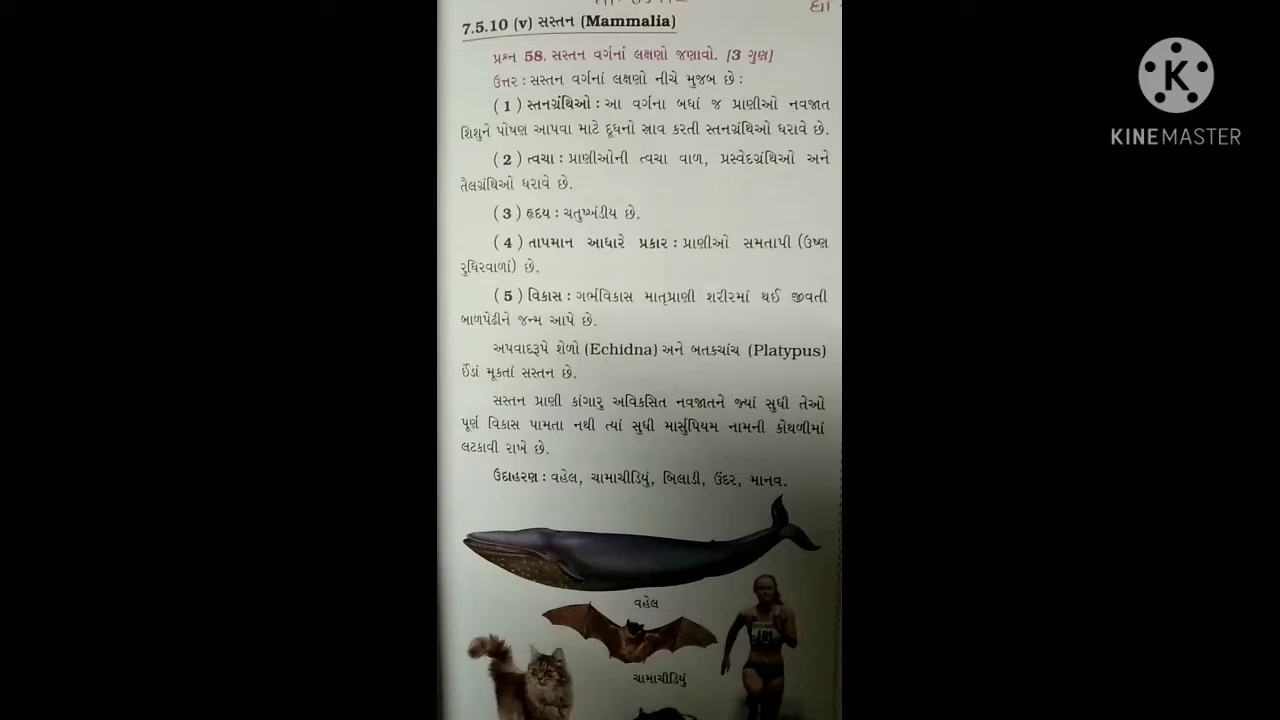 7.5.10 (v) સસ્તન (Mammalia)
પ્રશ્ન 58. સસ્તન વર્ગનાં લક્ષણો જણાવો. [3 ગુણ]
ઉત્તર : સસ્તન વર્ગનાં લક્ષણો નીચે મુજબ છે :
(1) સ્તનગ્રંથિઓ : આ વર્ગના બધાં જ પ્રાણીઓ નવજાત
શિશુને પોષણ આપવા માટે દૂધનો સ્રાવ કરતી સ્તનગ્રંથિઓ ધરાવે છે.
(2) ત્વચા : પ્રાણીઓની ત્વચા વાળ, પ્રસ્વેદગ્રંથિઓ અને
તૈલગ્રંથિઓ ધરાવે છે.
(3) હૃદય : ચતુષ્ખંડીય છે.
(4) તાપમાન આધારે પ્રકાર : પ્રાણીઓ સમતાપી (ઉષ્ણ
રુધિરવાળાં) છે.
(5) વિકાસ : ગર્ભવિકાસ માતૃપ્રાણી શરીરમાં થઈ જીવતી
બાળપેઢીને જન્મ આપે છે.
અપવાદરૂપે શેળો (Echidna) અને બતકચાંચ (Platypus)
ઈંડાં મૂકતાં સસ્તન છે.
સસ્તન પ્રાણી કાંગારુ અવિકસિત નવજાતને જ્યાં સુધી તેઓ
પૂર્ણ વિકાસ પામતા નથી ત્યાં સુધી માર્સુપિયમ નામની કોથળીમાં
લટકાવી રાખે છે.
ઉદાહરણ : વહેલ, ચામાચીડિયું, બિલાડી, ઉંદર, માનવ.
વહેલ
ચામાચીડિયું
K
KINEMASTER